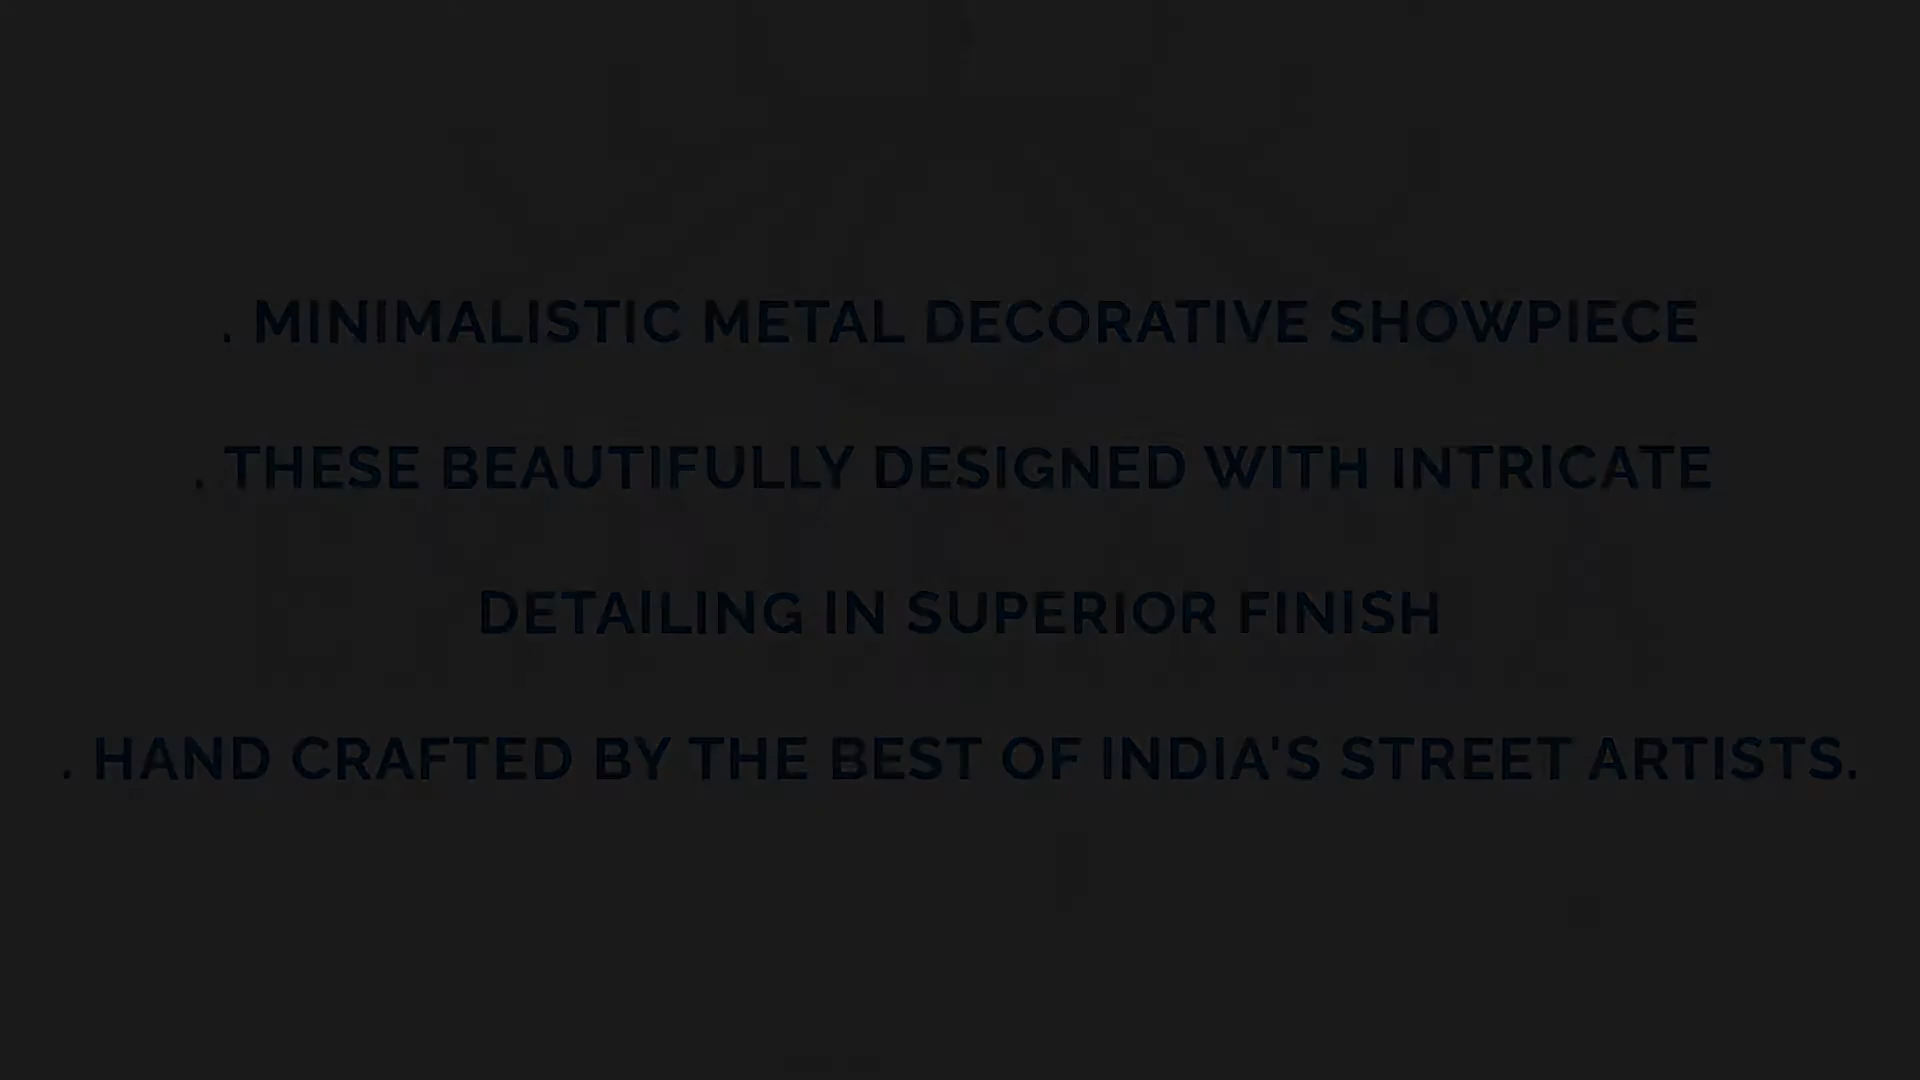 . MINIMALISTIC METAL DECORATIVE SHOWPIECE
. THESE BEAUTIFULLY DESIGNED WITH INTRICATE
DETAILING IN SUPERIOR FINISH
. HAND CRAFTED BY THE BEST OF INDIA'S STREET ARTISTS.